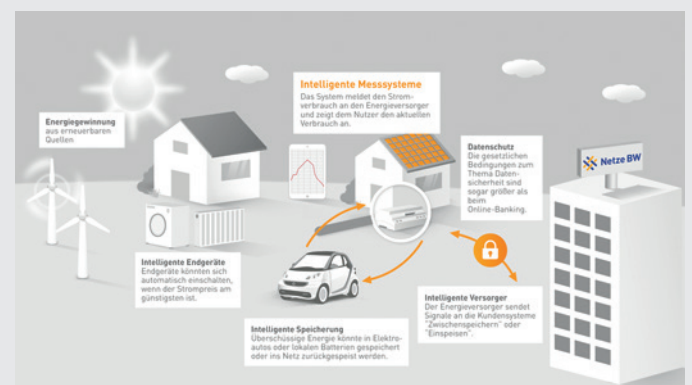 Intelligente Messsysteme
Das System meldet den Strom-
verbrauch an den Energieversorger
und zeigt dem Nutzer den aktuellen
Verbrauch an.
Energiegewinnung
aus erneuerbaren
Quellen
Datenschutz
Die gesetzlichen
Bedingungen zum
Thema Daten-
sicherheit sind
sogar größer als
beim
Online-Banking.
Netze BW
Intelligente Endgeräte
Endgeräte könnten sich
automatisch einschalten,
wenn der Strompreis am
günstigsten ist.
Intelligente Versorger
Der Energieversorger sendet
Signale an die Kundensysteme
"Zwischenspeichern" oder
"Einspeisen".
Intelligente Speicherung
Überschüssige Energie könnte in Elektro-
autos oder lokalen Batterien gespeichert
oder ins Netz zurückgespeist werden.